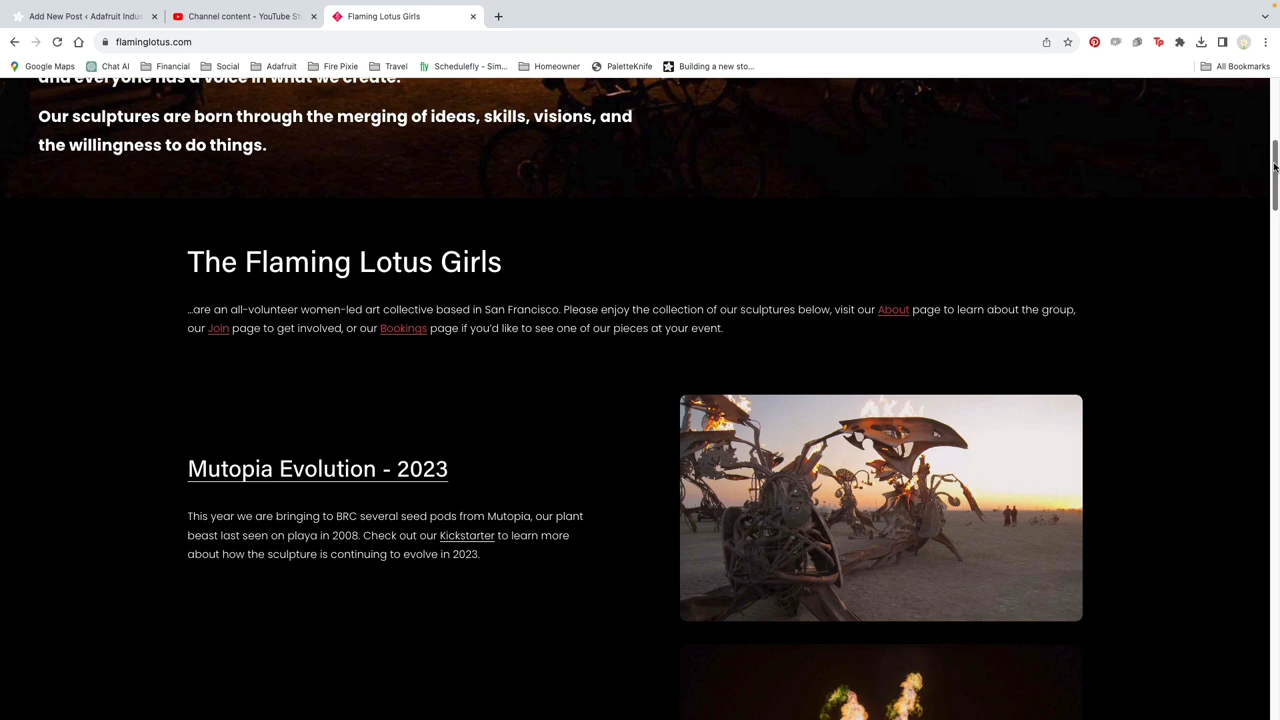 Add New Post ‹ Adafruit Indus
Channel content - YouTube St
Flaming Lotus Girls
flaminglotus.com
Google Maps
Chat AI
Financial
Social
Adafruit
Fire Pixie
Travel
Schedulefly - Sim...
Homeowner
PaletteKnife
Building a new sto...
All Bookmarks
and everyone has a voice in what we create.
Our sculptures are born through the merging of ideas, skills, visions, and
the willingness to do things.
The Flaming Lotus Girls
...are an all-volunteer women-led art collective based in San Francisco. Please enjoy the collection of our sculptures below, visit our About page to learn about the group,
our Join page to get involved, or our Bookings page if you’d like to see one of our pieces at your event.
Mutopia Evolution - 2023
This year we are bringing to BRC several seed pods from Mutopia, our plant
beast last seen on playa in 2008. Check out our Kickstarter to learn more
about how the sculpture is continuing to evolve in 2023.